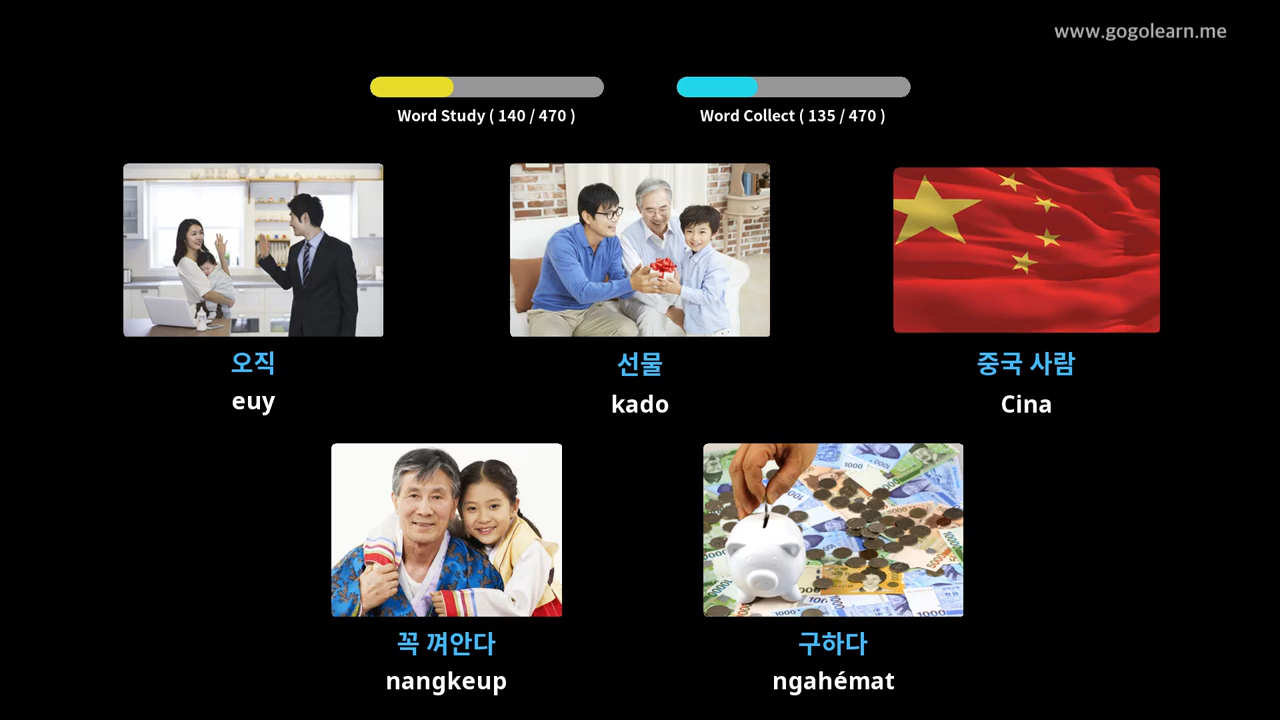 www.gogolearn.me
Word Study ( 140 / 470 )
Word Collect ( 135 / 470 )
오직
euy
선물
kado
중국 사람
Cina
꼭 껴안다
nangkeup
구하다
ngahémat